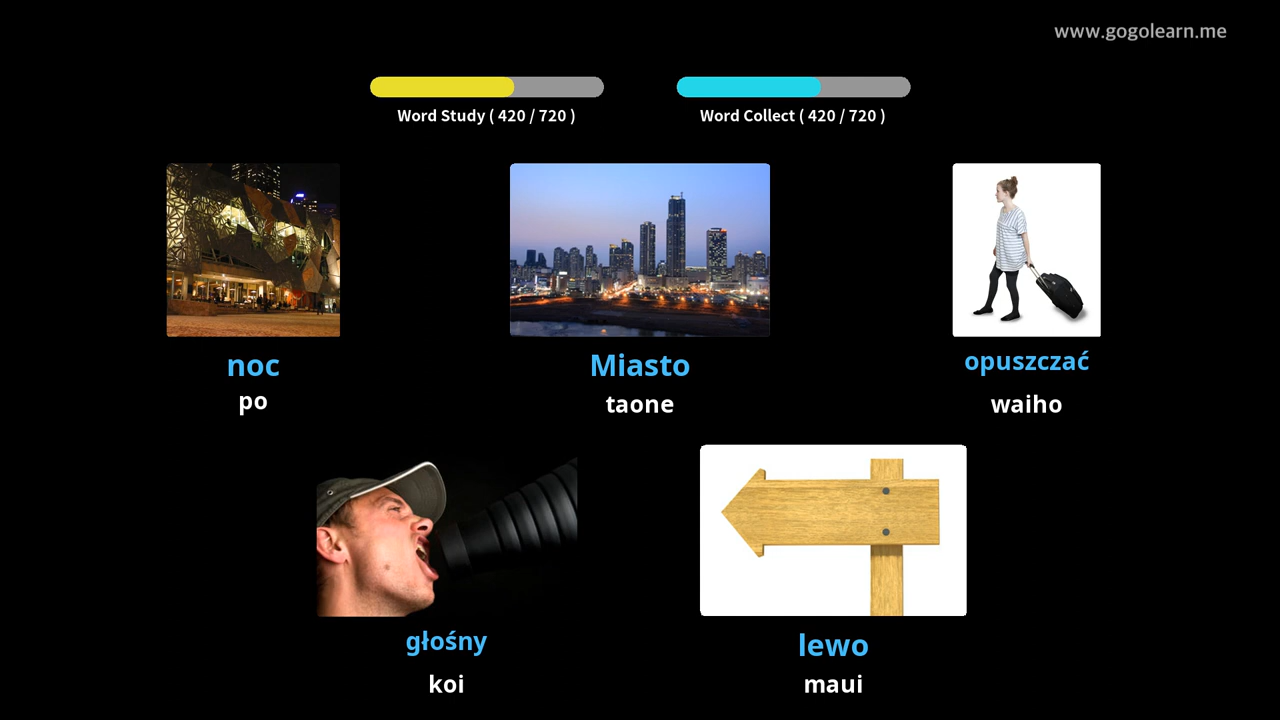 www.gogolearn.me
Word Study ( 420 / 720 )
Word Collect ( 420 / 720 )
noc
po
Miasto
taone
opuszczać
waiho
głośny
koi
lewo
maui